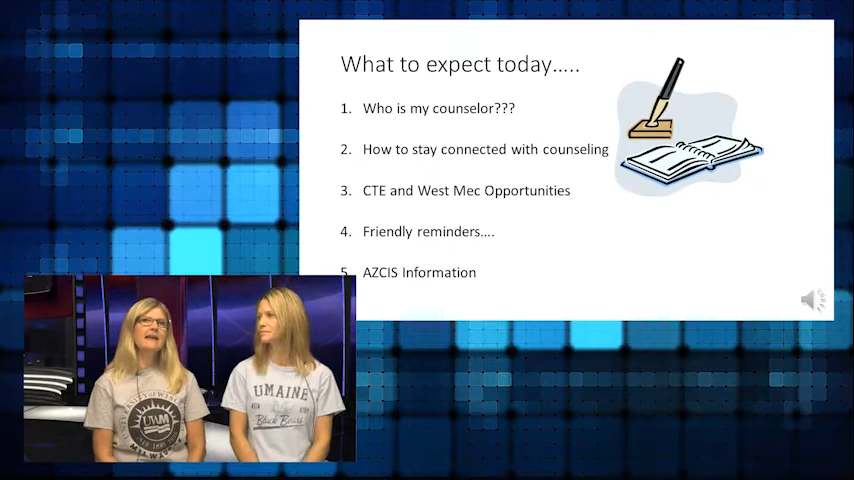 What to expect today.....
1. Who is my counselor???
2. How to stay connected with counseling
3. CTE and West Mec Opportunities
4. Friendly reminders....
5. AZCIS Information
UWM
UMAINE
Black Bears